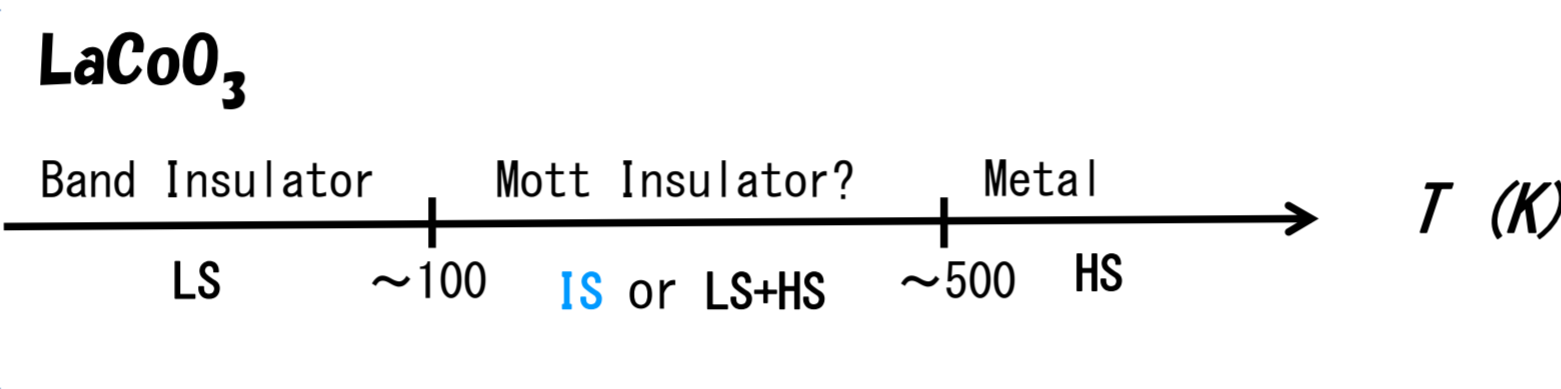 LaCoO₃
Band Insulator Mott Insulator? Metal
T (K)
LS ～100 IS or LS+HS ～500 HS